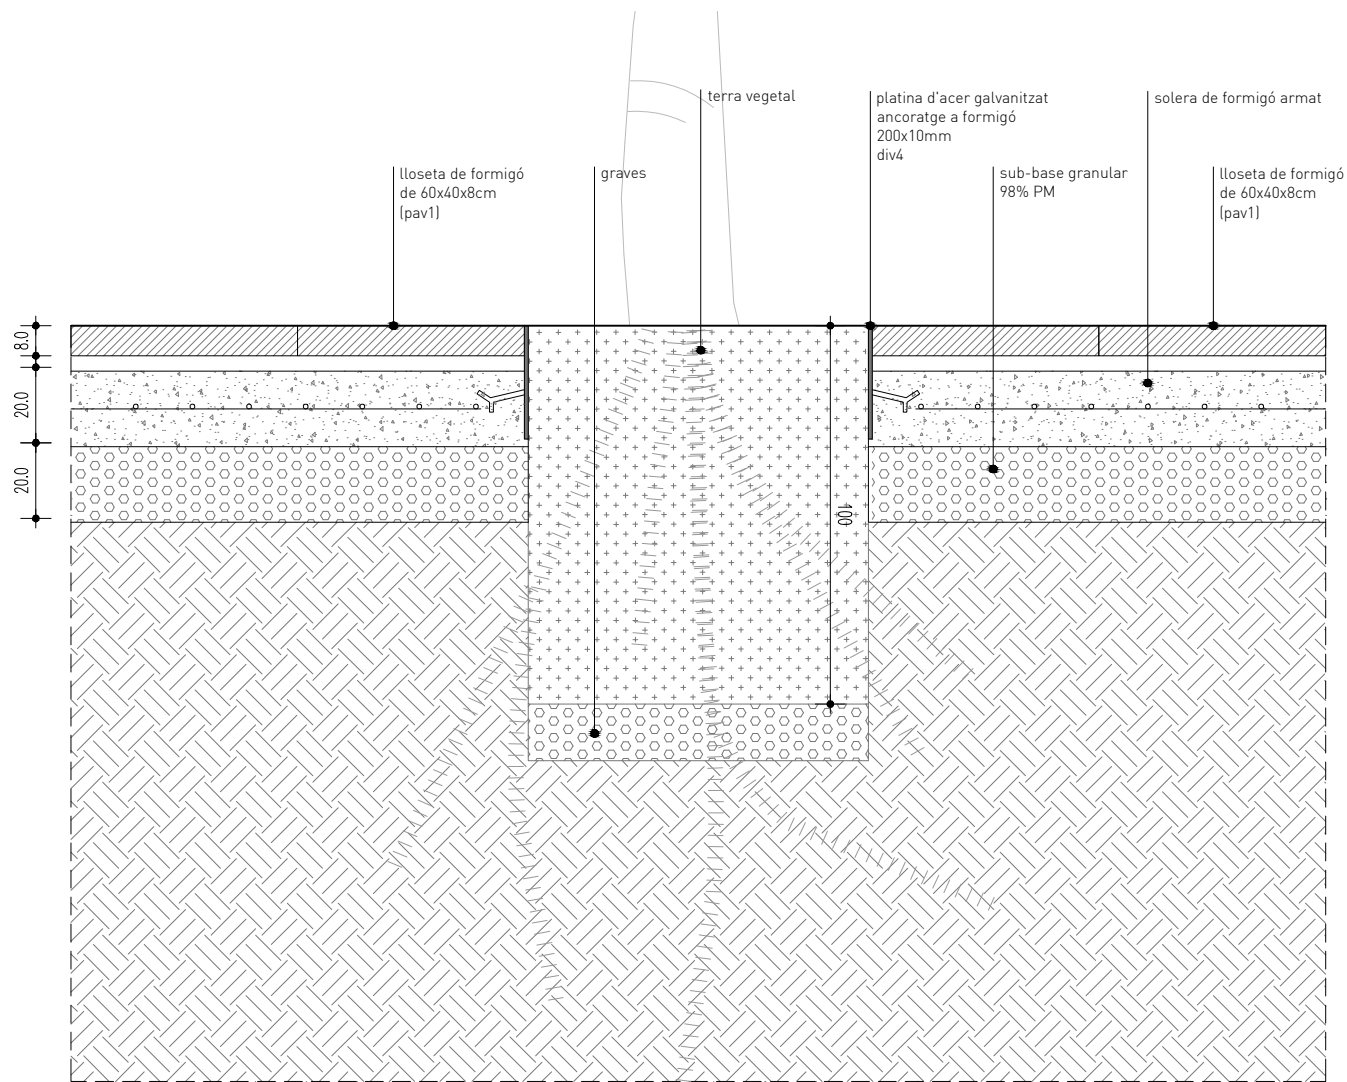 terra vegetal
platina d'acer galvanitzat
ancoratge a formigó
200x10mm
div4
solera de formigó armat
lloseta de formigó
de 60x40x8cm
(pav1)
graves
sub-base granular
98% PM
lloseta de formigó
de 60x40x8cm
(pav1)
8.0
20.0
20.0
100